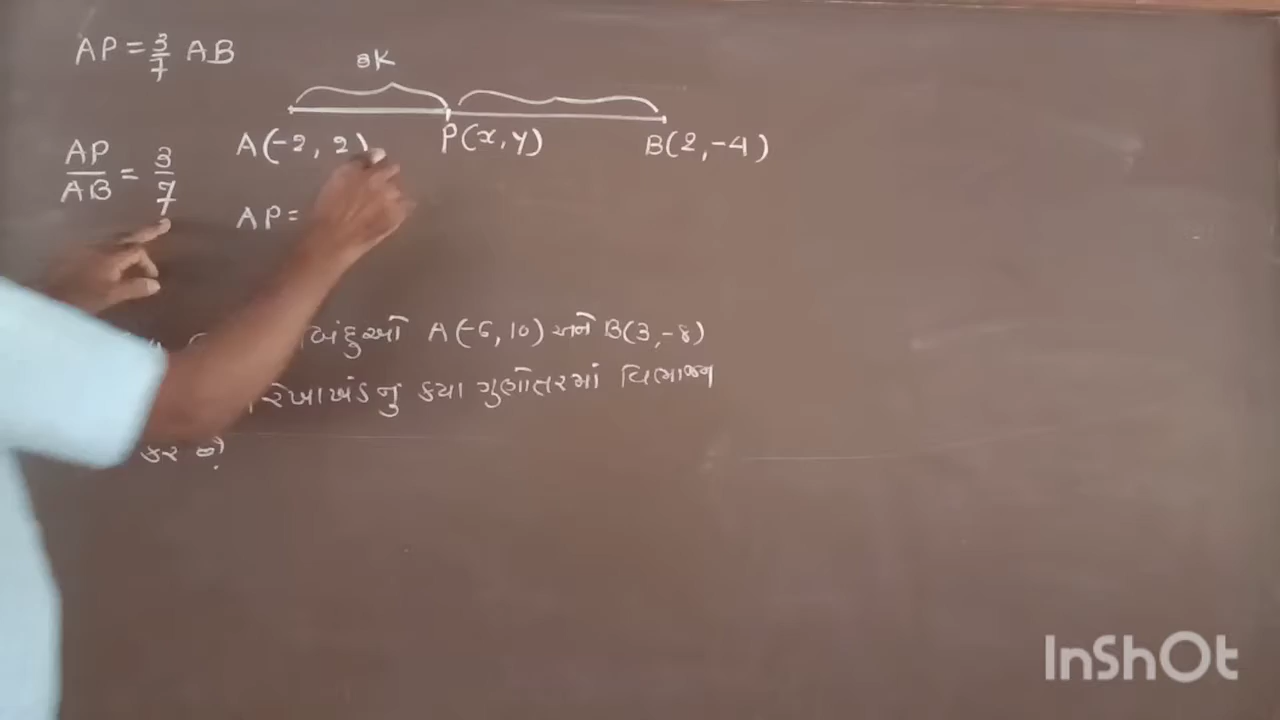 AP = 3/7 AB
3K
A(-2, 2) P(x, y) B(2, -4)
AP/AB = 3/7
AP =
બિંદુઓ A(-6, 10) અને B(3, -8)
રેખાખંડનું કયા ગુણોતરમાં વિભાજન
કરે છે?
InShOt